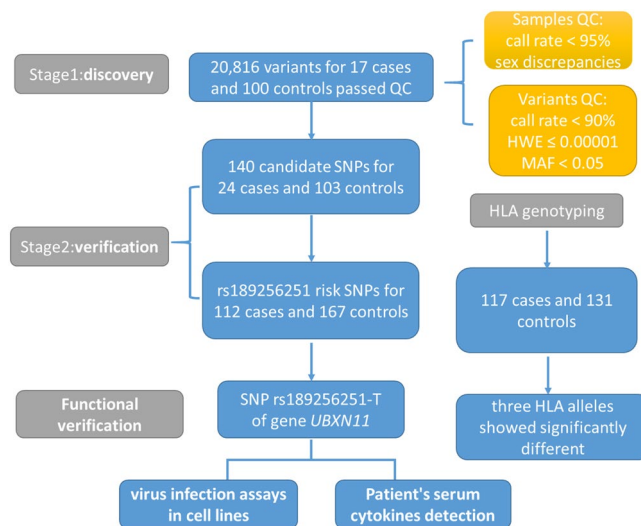 Stage1:discovery
20,816 variants for 17 cases
and 100 controls passed QC
Samples QC:
call rate < 95%
sex discrepancies
Variants QC:
call rate < 90%
HWE ≤ 0.00001
MAF < 0.05
140 candidate SNPs for
24 cases and 103 controls
Stage2:verification
rs189256251 risk SNPs for
112 cases and 167 controls
HLA genotyping
117 cases and 131
controls
three HLA alleles
showed significantly
different
Functional
verification
SNP rs189256251-T
of gene UBXN11
virus infection assays
in cell lines
Patient's serum
cytokines detection